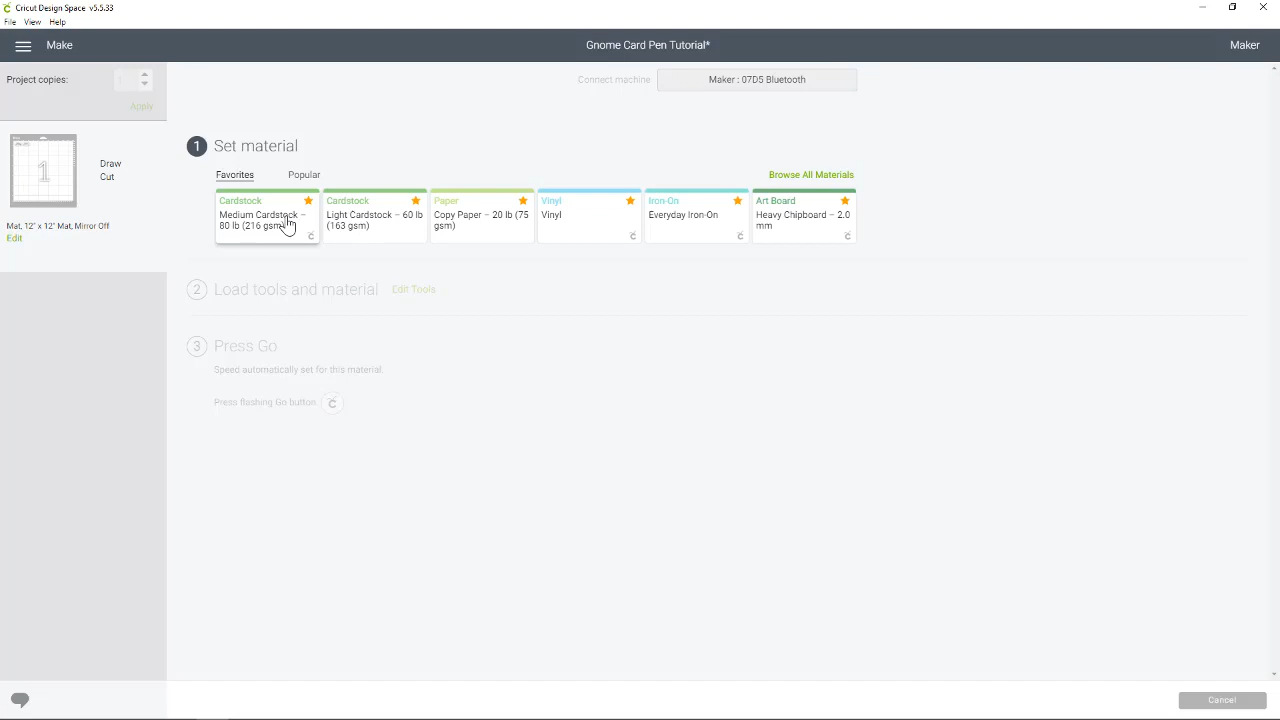 Cricut Design Space v5.5.33
File View Help
Make
Gnome Card Pen Tutorial*
Maker
Project copies:
1
Apply
Connect machine
Maker : 07D5 Bluetooth
1
Draw
Cut
Mat, 12" x 12" Mat, Mirror Off
Edit
1 Set material
Favorites
Popular
Browse All Materials
Cardstock
Medium Cardstock – 80 lb (216 gsm)
Cardstock
Light Cardstock – 60 lb (163 gsm)
Paper
Copy Paper – 20 lb (75 gsm)
Vinyl
Vinyl
Iron-On
Everyday Iron-On
Art Board
Heavy Chipboard – 2.0 mm
2 Load tools and material
Edit Tools
3 Press Go
Speed automatically set for this material.
Press flashing Go button
Cancel